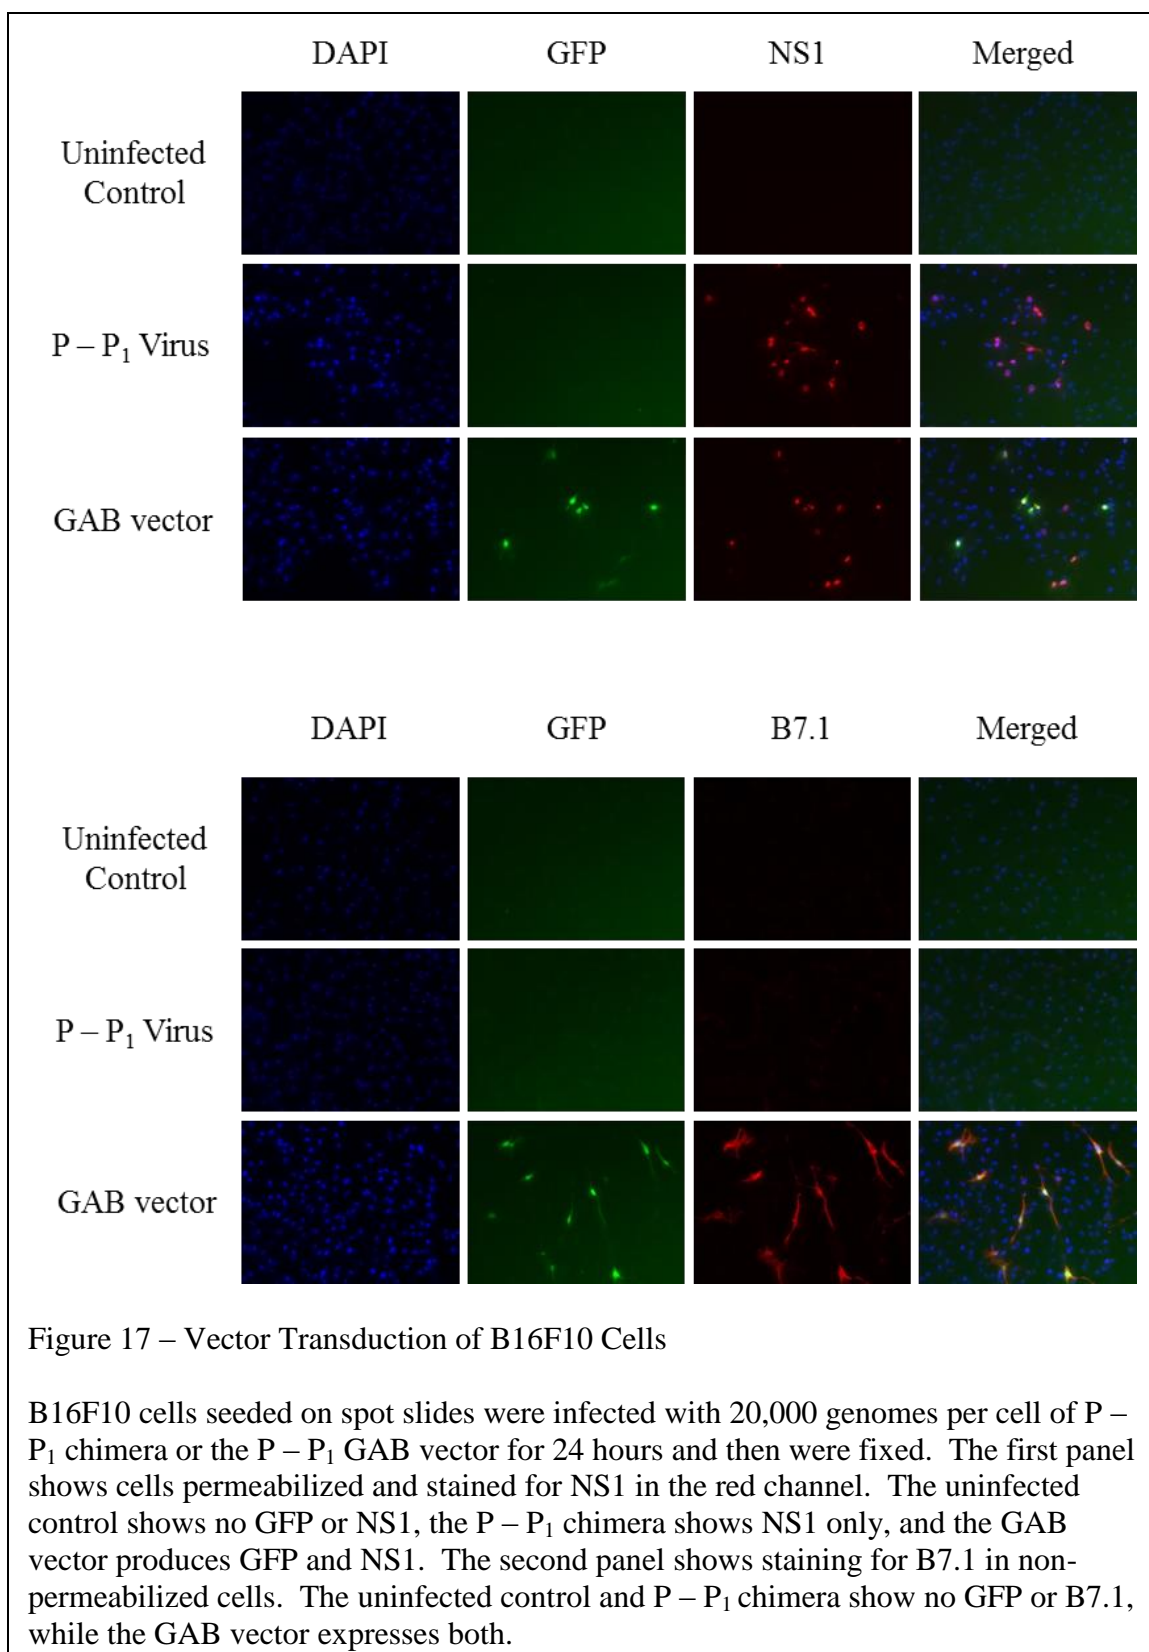 DAPI GFP NS1 Merged
Uninfected
Control
P – P₁ Virus
GAB vector
DAPI GFP B7.1 Merged
Uninfected
Control
P – P₁ Virus
GAB vector
Figure 17 – Vector Transduction of B16F10 Cells
B16F10 cells seeded on spot slides were infected with 20,000 genomes per cell of P –
P₁ chimera or the P – P₁ GAB vector for 24 hours and then were fixed.  The first panel
shows cells permeabilized and stained for NS1 in the red channel.  The uninfected
control shows no GFP or NS1, the P – P₁ chimera shows NS1 only, and the GAB
vector produces GFP and NS1.  The second panel shows staining for B7.1 in non-
permeabilized cells.  The uninfected control and P – P₁ chimera show no GFP or B7.1,
while the GAB vector expresses both.